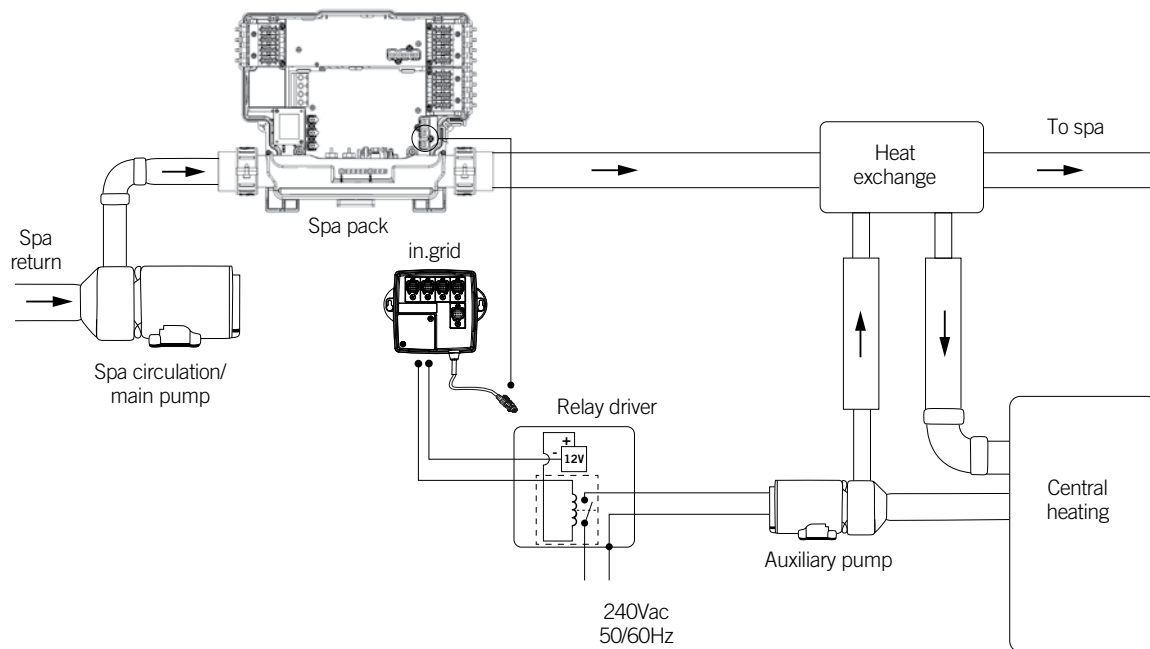 To spa
Heat
exchange
Spa pack
Spa
return
in.grid
Spa circulation/
main pump
Relay driver
+
-
12V
Central
heating
Auxiliary pump
240Vac
50/60Hz